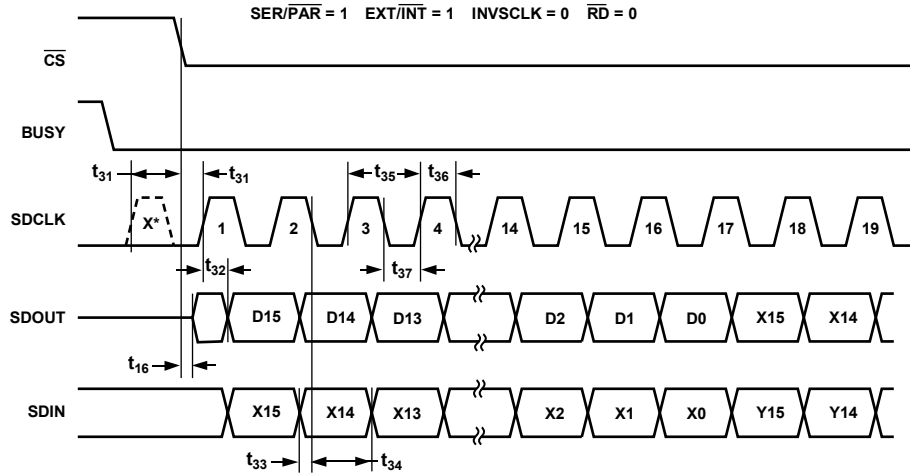 SER/PAR = 1 EXT/INT = 1 INVSCLK = 0 RD = 0
CS
BUSY
t31 t31 t35 t36
SDCLK X* 1 2 3 4 14 15 16 17 18 19
t32 t37
SDOUT D15 D14 D13 D2 D1 D0 X15 X14
t16
SDIN X15 X14 X13 X2 X1 X0 Y15 Y14
t33 t34